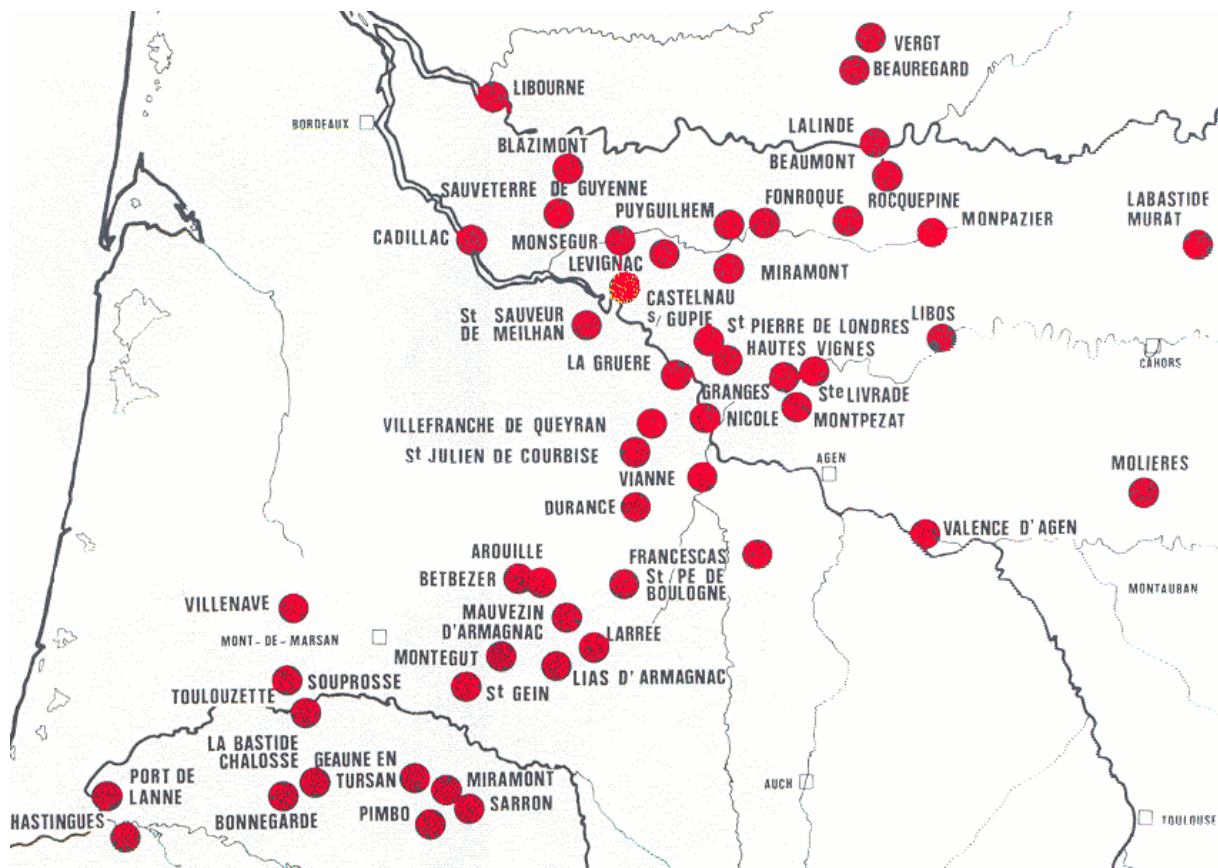 VERGT
BEAUREGARD
LIBOURNE
BORDEAUX
LALINDE
BLAZIMONT
BEAUMONT
SAUVETERRE DE GUYENNE
FONROQUE
ROCQUEPINE
LABASTIDE
MURAT
PUYGUILHEM
MONPAZIER
CADILLAC
MONSEGUR
LEVIGNAC
MIRAMONT
CASTELNAU
S/ GUPIE
St SAUVEUR
DE MEILHAN
St PIERRE DE LONDRES
LIBOS
HAUTES VIGNES
CAHORS
LA GRUERE
GRANGES
Ste LIVRADE
NICOLE
MONTPEZAT
VILLEFRANCHE DE QUEYRAN
St JULIEN DE COURBISE
AGEN
MOLIERES
VIANNE
DURANCE
VALENCE D'AGEN
AROUILLE
FRANCESCAS
BETBEZER
St PE DE
BOULOGNE
MONTAUBAN
VILLENAVE
MAUVEZIN
D'ARMAGNAC
MONT-DE-MARSAN
LARREE
MONTEGUT
LIAS D'ARMAGNAC
SOUPROSSE
St GEIN
TOULOUZETTE
LA BASTIDE
CHALOSSE
GEAUNE EN
TURSAN
MIRAMONT
PORT DE
LANNE
AUCH
SARRON
HASTINGUES
BONNEGARDE
PIMBO
TOULOUSE